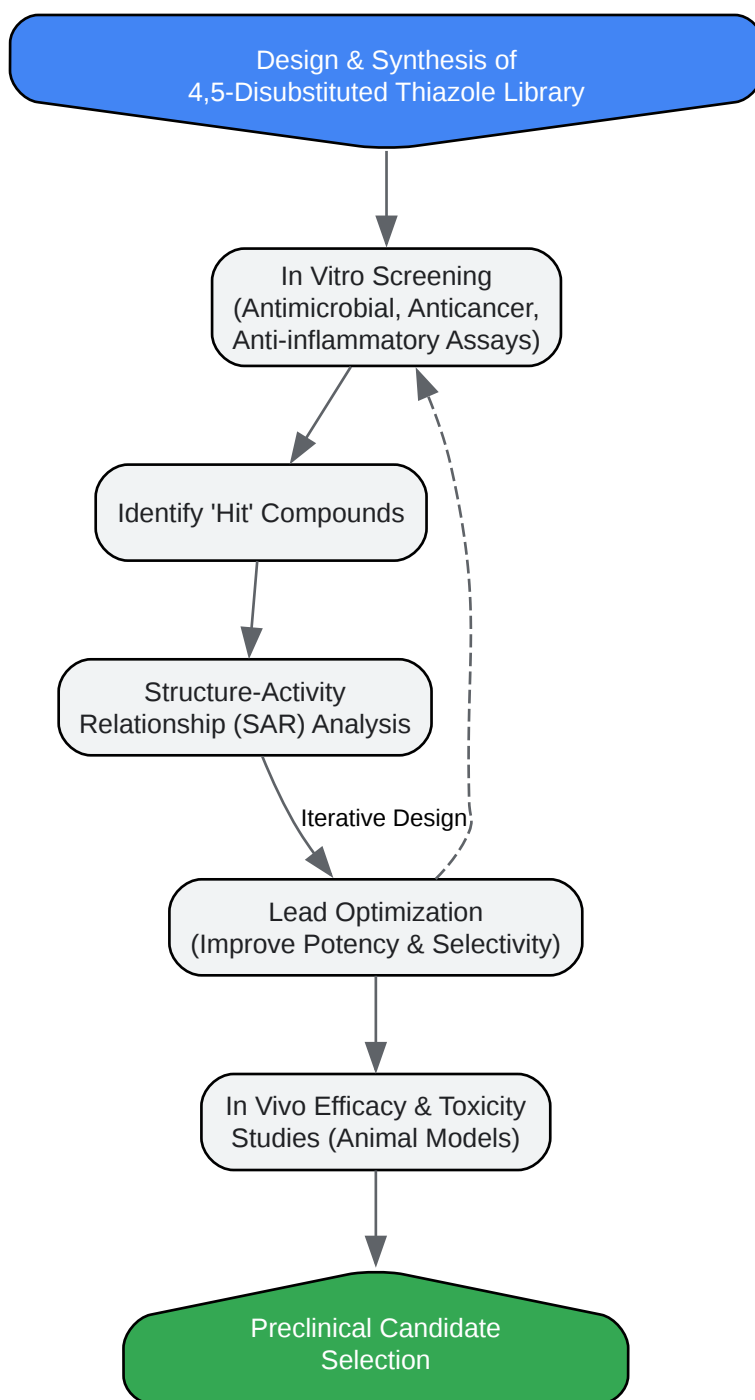 Design & Synthesis of
4,5-Disubstituted Thiazole Library
In Vitro Screening
(Antimicrobial, Anticancer,
Anti-inflammatory Assays)
Identify 'Hit' Compounds
Structure-Activity
Relationship (SAR) Analysis
Iterative Design
Lead Optimization
(Improve Potency & Selectivity)
In Vivo Efficacy & Toxicity
Studies (Animal Models)
Preclinical Candidate
Selection